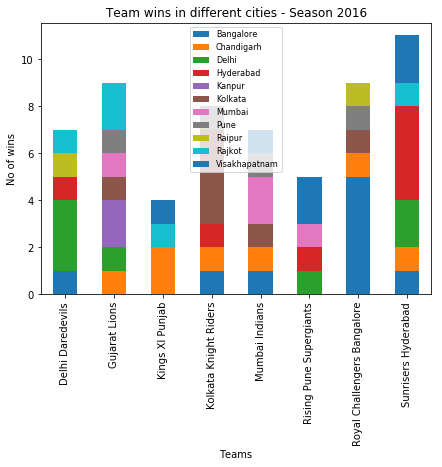 Team wins in different cities - Season 2016
Bangalore
Chandigarh
Delhi
Hyderabad
Kanpur
Kolkata
Mumbai
Pune
Raipur
Rajkot
Visakhapatnam
No of wins
10
8
6
4
2
0
Delhi Daredevils
Gujarat Lions
Kings XI Punjab
Kolkata Knight Riders
Mumbai Indians
Rising Pune Supergiants
Royal Challengers Bangalore
Sunrisers Hyderabad
Teams